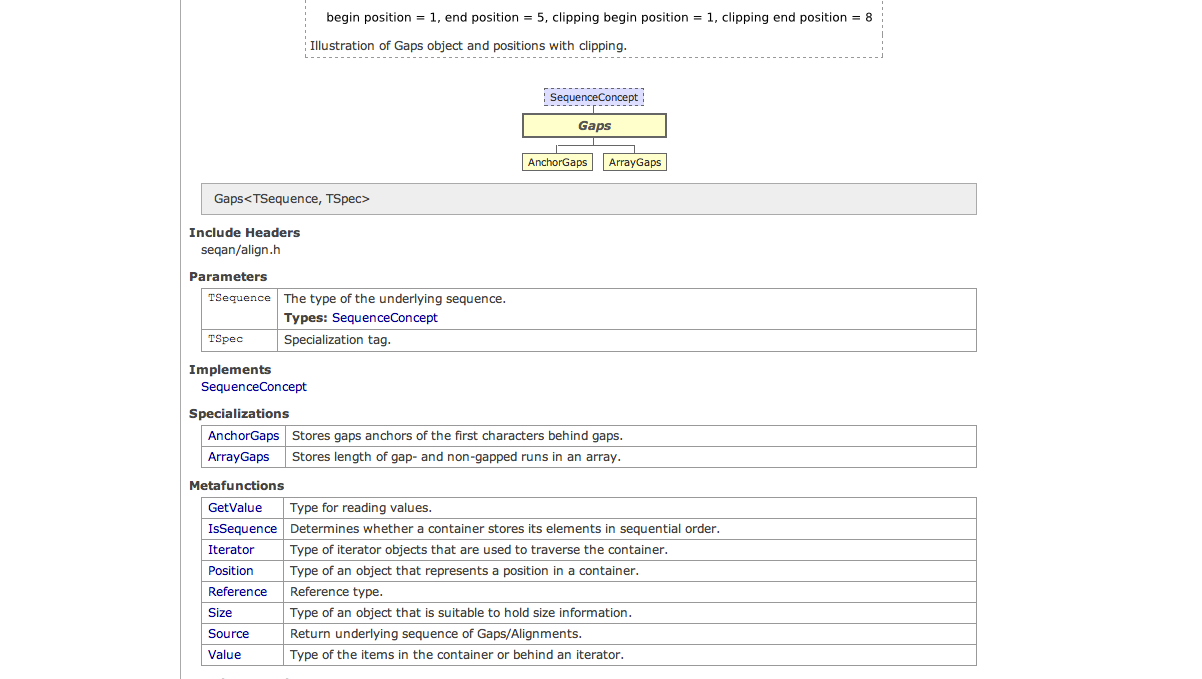 begin position = 1, end position = 5, clipping begin position = 1, clipping end position = 8
Illustration of Gaps object and positions with clipping.
SequenceConcept
Gaps
AnchorGaps ArrayGaps
Gaps<TSequence, TSpec>
Include Headers
seqan/align.h
Parameters
TSequence The type of the underlying sequence.
Types: SequenceConcept
TSpec Specialization tag.
Implements
SequenceConcept
Specializations
AnchorGaps Stores gaps anchors of the first characters behind gaps.
ArrayGaps Stores length of gap- and non-gapped runs in an array.
Metafunctions
GetValue Type for reading values.
IsSequence Determines whether a container stores its elements in sequential order.
Iterator Type of iterator objects that are used to traverse the container.
Position Type of an object that represents a position in a container.
Reference Reference type.
Size Type of an object that is suitable to hold size information.
Source Return underlying sequence of Gaps/Alignments.
Value Type of the items in the container or behind an iterator.